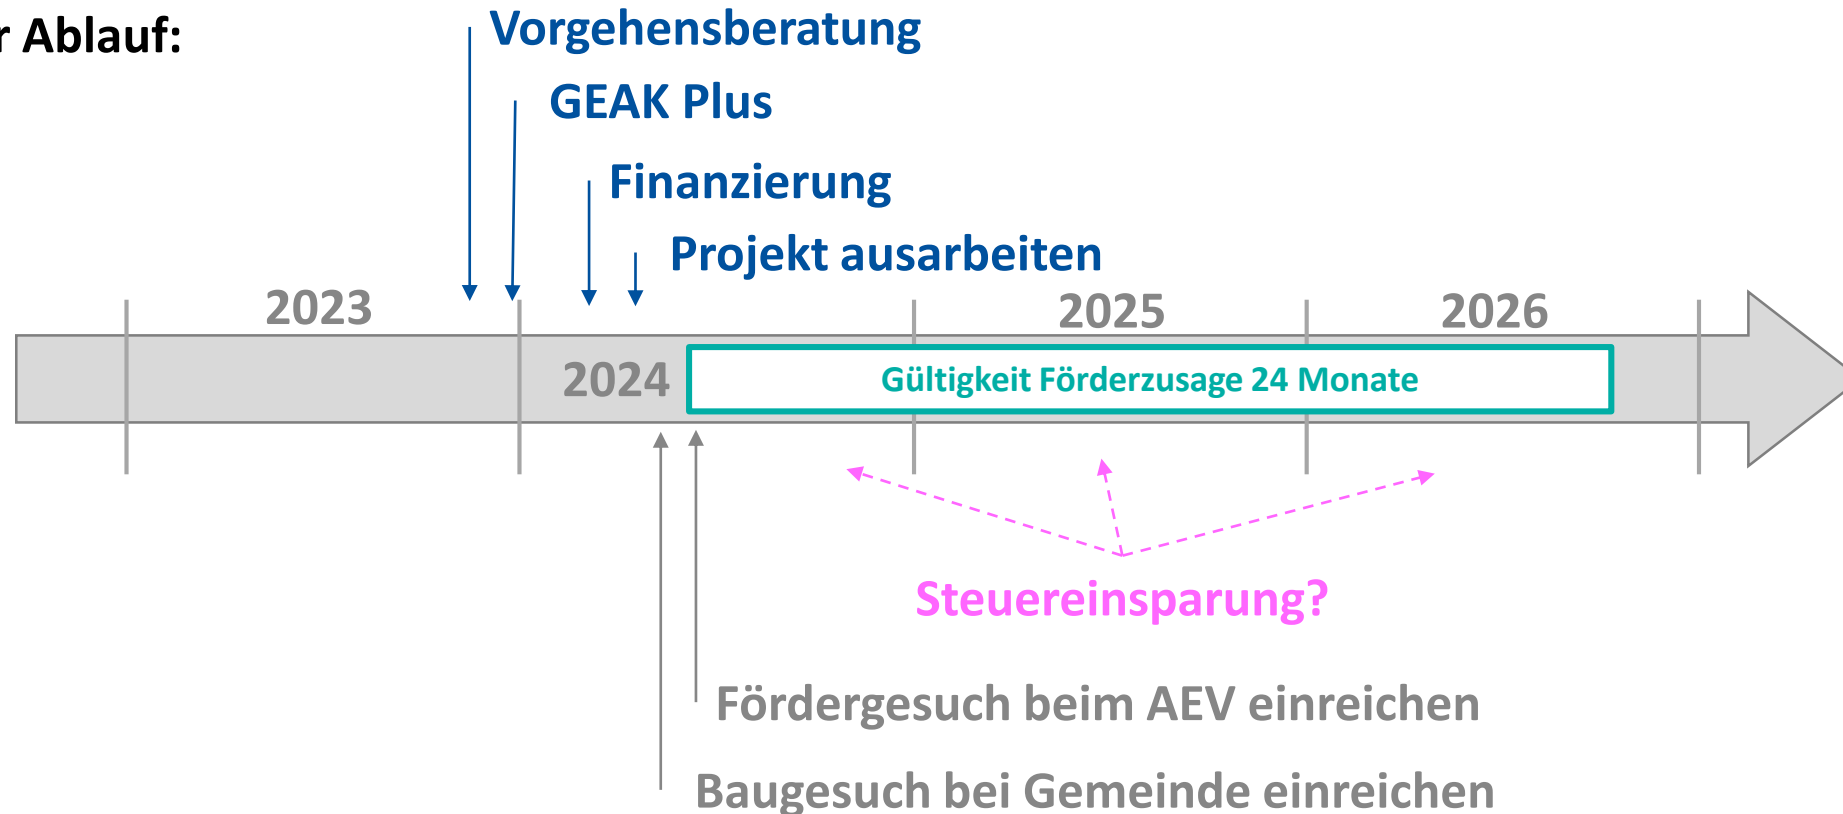 r Ablauf:
Vorgehensberatung
GEAK Plus
Finanzierung
Projekt ausarbeiten
2023
2025
2026
2024
Gültigkeit Förderzusage 24 Monate
Steuereinsparung?
Fördergesuch beim AEV einreichen
Baugesuch bei Gemeinde einreichen